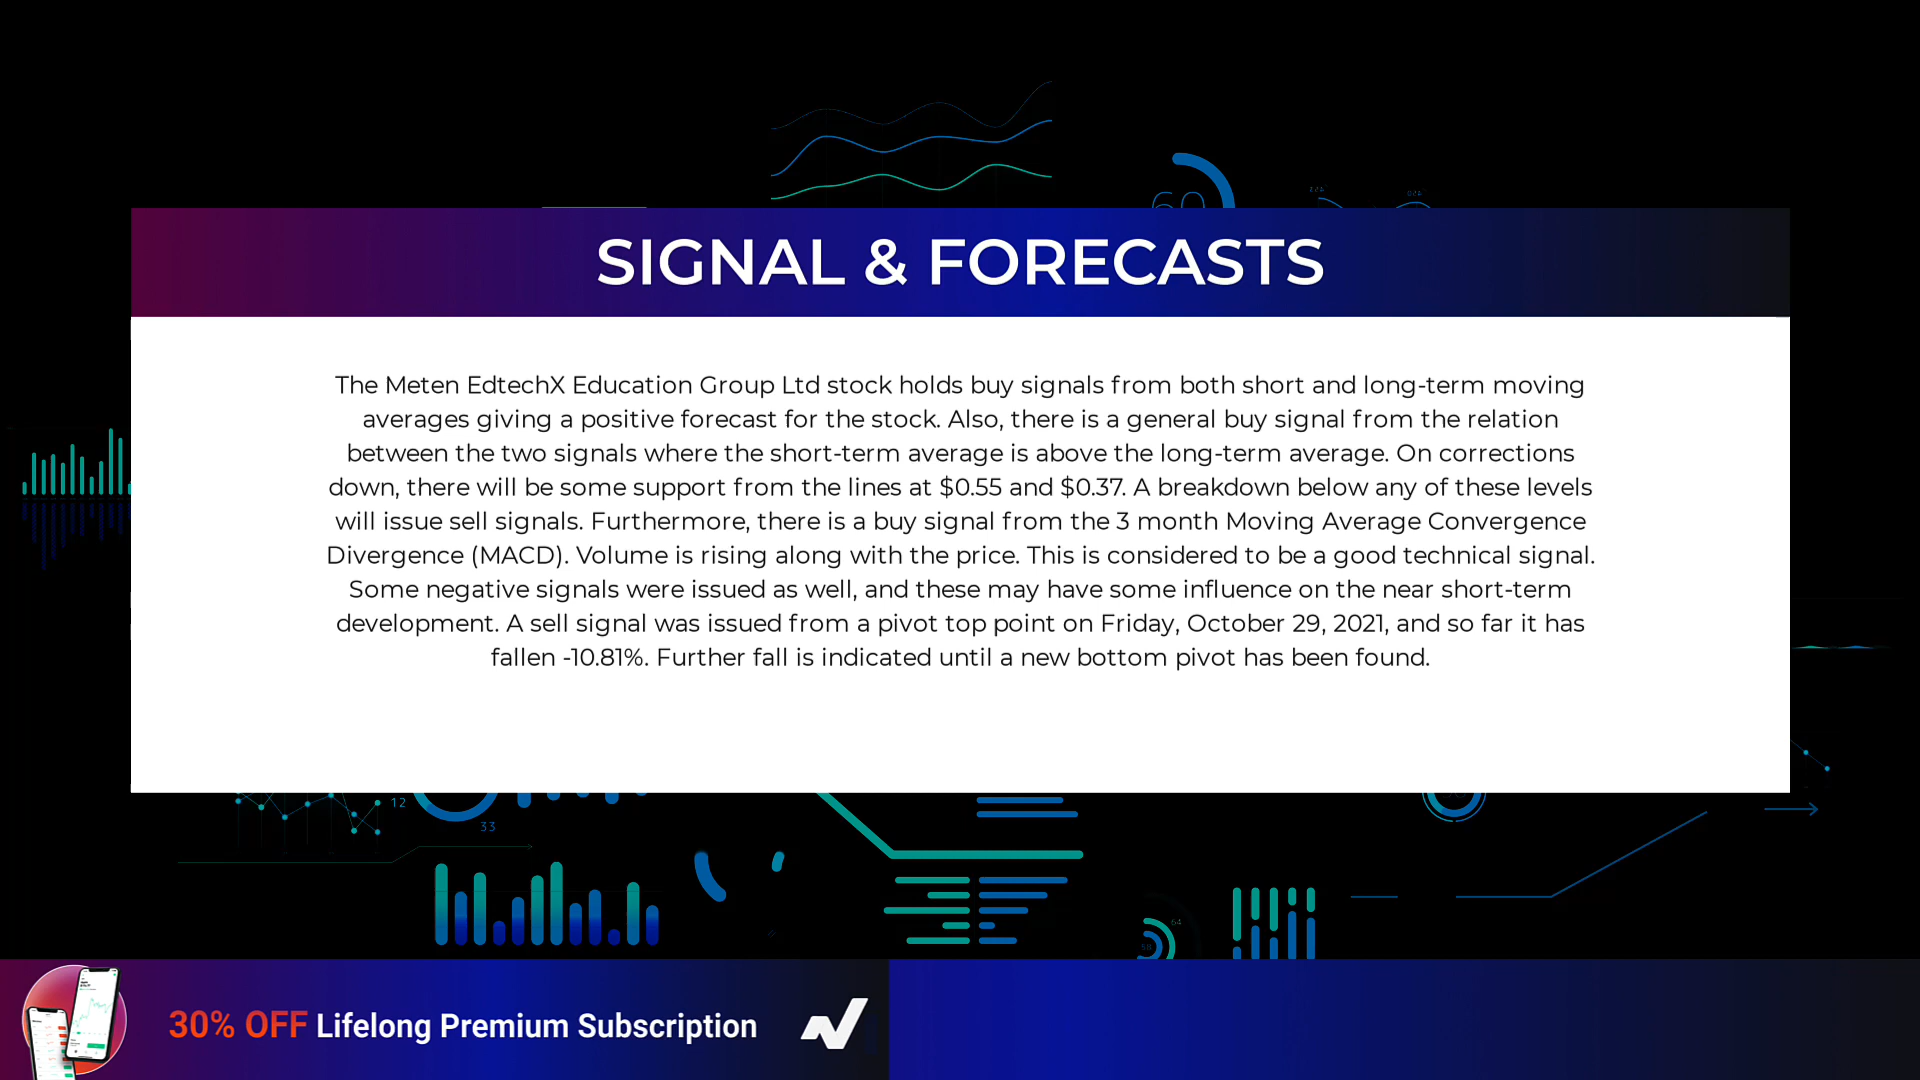 60
SIGNAL & FORECASTS
The Meten EdtechX Education Group Ltd stock holds buy signals from both short and long-term moving
averages giving a positive forecast for the stock. Also, there is a general buy signal from the relation
between the two signals where the short-term average is above the long-term average. On corrections
down, there will be some support from the lines at $0.55 and $0.37. A breakdown below any of these levels
will issue sell signals. Furthermore, there is a buy signal from the 3 month Moving Average Convergence
Divergence (MACD). Volume is rising along with the price. This is considered to be a good technical signal.
Some negative signals were issued as well, and these may have some influence on the near short-term
development. A sell signal was issued from a pivot top point on Friday, October 29, 2021, and so far it has
fallen -10.81%. Further fall is indicated until a new bottom pivot has been found.
12
33
64
30% OFF Lifelong Premium Subscription